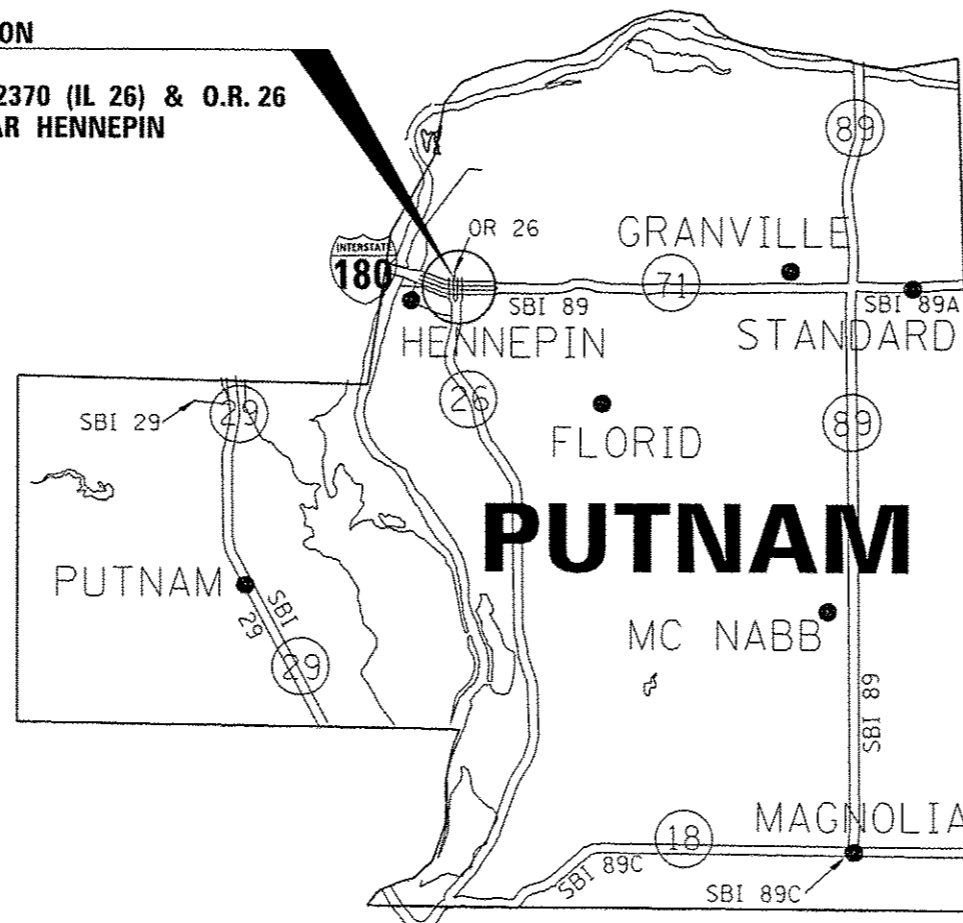 ON
2370 (IL 26) & O.R. 26
AR HENNEPIN
89
OR 26
GRANVILLE
INTERSTATE
180
71
SBI 89
SBI 89A
HENNEPIN
STANDARD
26
29
SBI 29
89
FLORID
PUTNAM
PUTNAM
MC NABB
SBI
29
29
SBI 89
MAGNOLIA
18
SBI 89C
SBI 89C